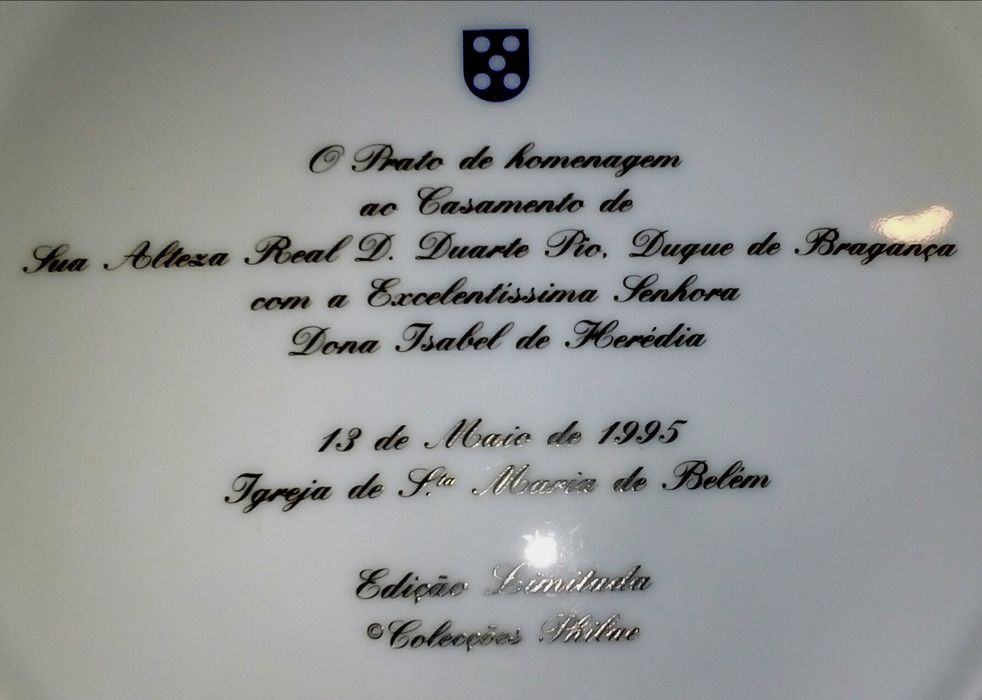 O Prato de homenagem
ao Casamento de
Sua Alteza Real D. Duarte Pio, Duque de Bragança
com a Excelentíssima Senhora
Dona Isabel de Herédia
13 de Maio de 1995
Igreja de S.ta Maria de Belém
Edição Limitada
©Colecções Philae